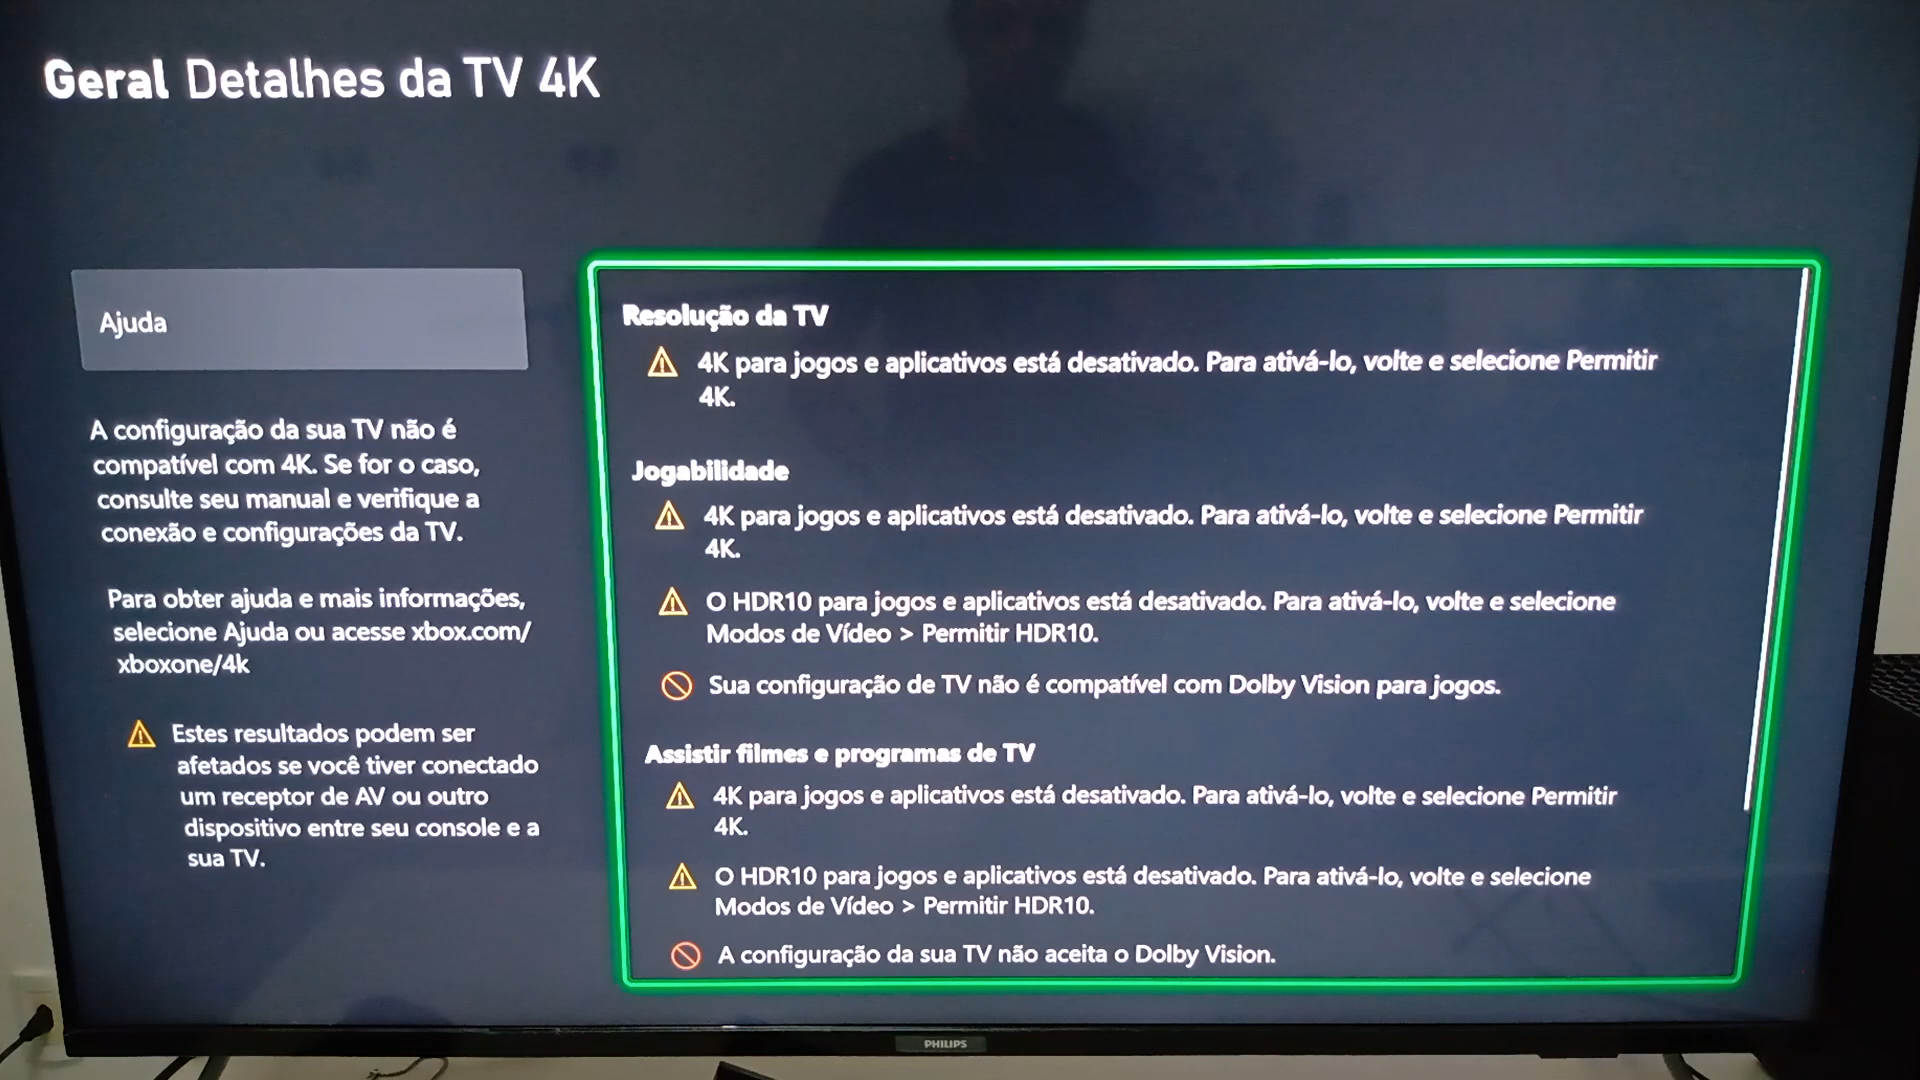 Geral Detalhes da TV 4K
Ajuda
A configuração da sua TV não é
compatível com 4K. Se for o caso,
consulte seu manual e verifique a
conexão e configurações da TV.
Para obter ajuda e mais informações,
selecione Ajuda ou acesse xbox.com/
xboxone/4k
Estes resultados podem ser
afetados se você tiver conectado
um receptor de AV ou outro
dispositivo entre seu console e a
sua TV.
Resolução da TV
4K para jogos e aplicativos está desativado. Para ativá-lo, volte e selecione Permitir
4K.
Jogabilidade
4K para jogos e aplicativos está desativado. Para ativá-lo, volte e selecione Permitir
4K.
O HDR10 para jogos e aplicativos está desativado. Para ativá-lo, volte e selecione
Modos de Vídeo > Permitir HDR10.
Sua configuração de TV não é compatível com Dolby Vision para jogos.
Assistir filmes e programas de TV
4K para jogos e aplicativos está desativado. Para ativá-lo, volte e selecione Permitir
4K.
O HDR10 para jogos e aplicativos está desativado. Para ativá-lo, volte e selecione
Modos de Vídeo > Permitir HDR10.
A configuração da sua TV não aceita o Dolby Vision.
PHILIPS